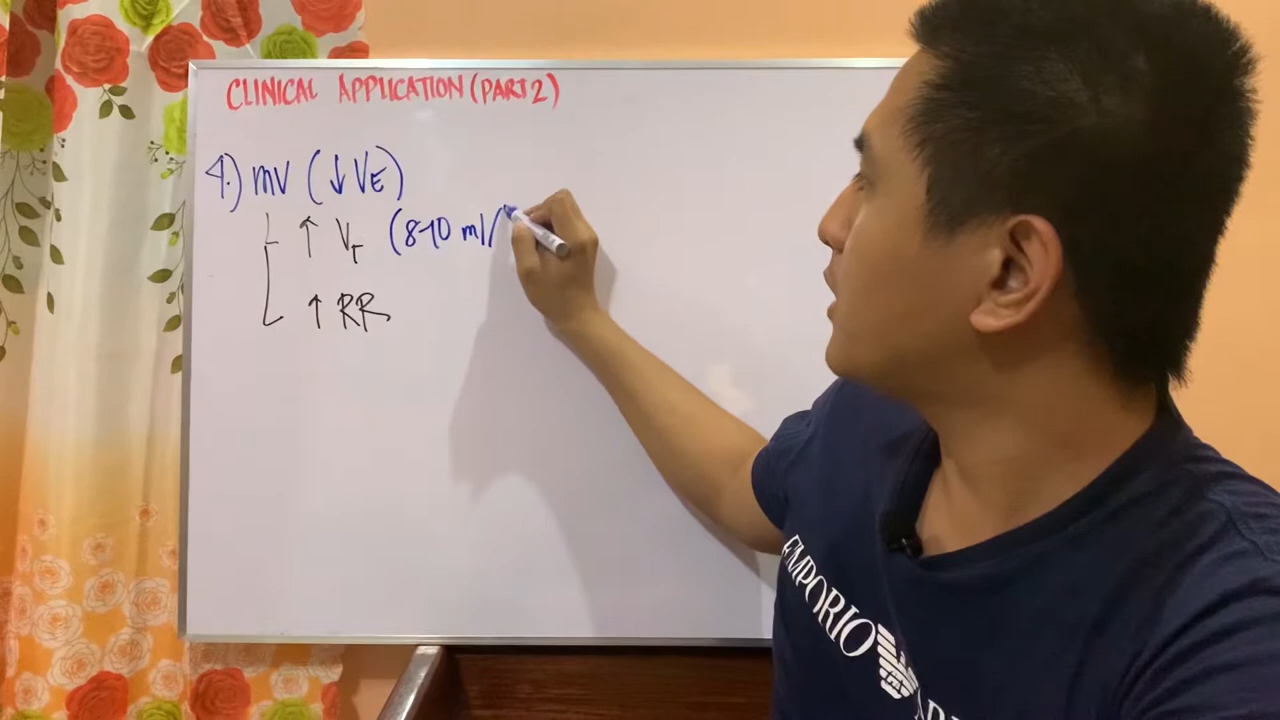 CLINICAL APPLICATION (PART 2)
4.) mV (↓ VE)
↑ VT (8-10 ml/
↑ RR
EMPORIO